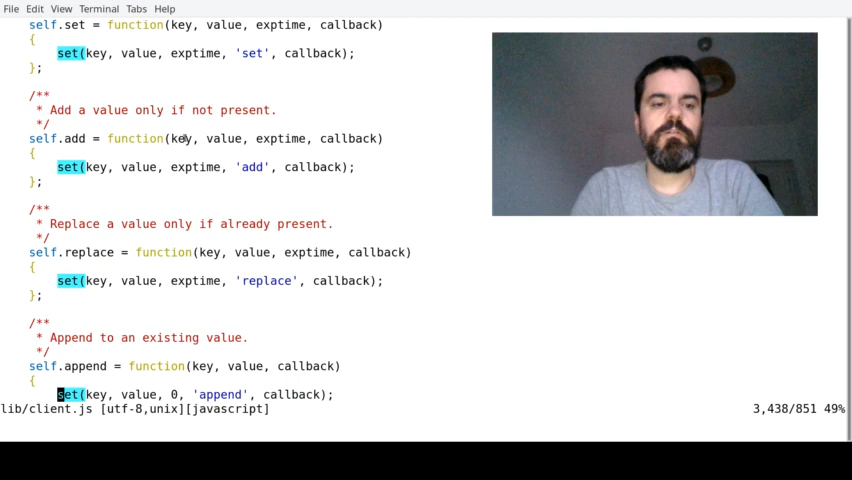 File Edit View Terminal Tabs Help
self.set = function(key, value, exptime, callback)
{
set(key, value, exptime, 'set', callback);
};
/**
* Add a value only if not present.
*/
self.add = function(key, value, exptime, callback)
{
set(key, value, exptime, 'add', callback);
};
/**
* Replace a value only if already present.
*/
self.replace = function(key, value, exptime, callback)
{
set(key, value, exptime, 'replace', callback);
};
/**
* Append to an existing value.
*/
self.append = function(key, value, callback)
{
set(key, value, 0, 'append', callback);
lib/client.js [utf-8,unix][javascript] 3,438/851 49%